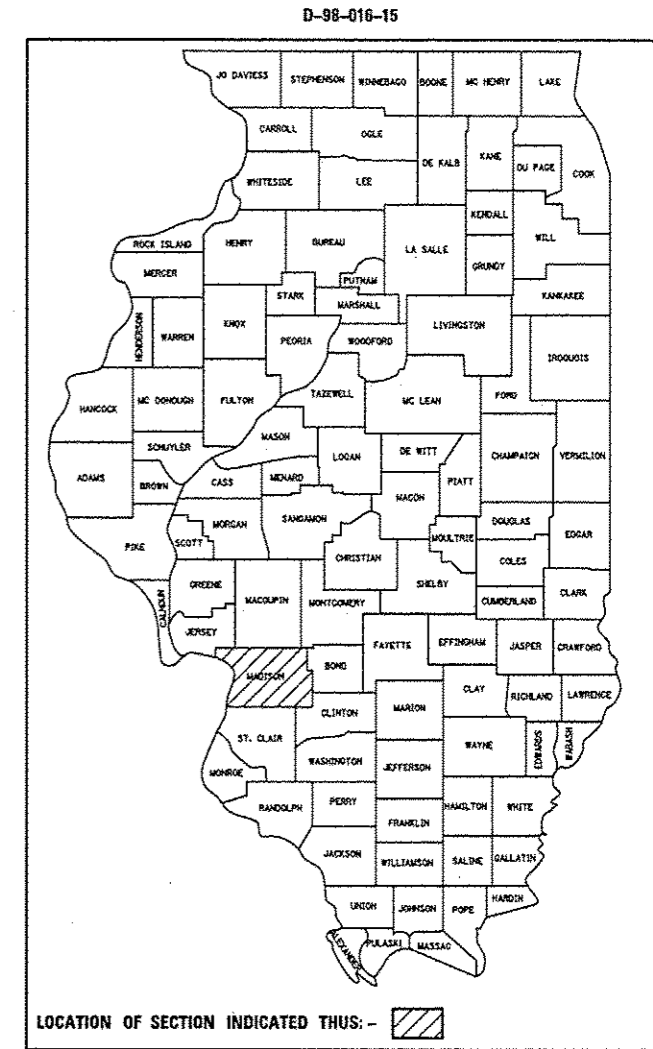 D-98-016-15
JO DAVIESS
STEPHENSON
WINNEBAGO
BOONE
MC HENRY
LAKE
CARROLL
OGLE
DE KALB
KANE
DU PAGE
COOK
WHITESIDE
LEE
KENDALL
WILL
ROCK ISLAND
HENRY
BUREAU
LA SALLE
GRUNDY
MERCER
PUTNAM
KANKAKEE
STARK
MARSHALL
HENDERSON
WARREN
KNOX
PEORIA
WOODFORD
LIVINGSTON
IROQUOIS
HANCOCK
MC DONOUGH
FULTON
TAZEWELL
MC LEAN
FORD
MASON
SCHUYLER
LOGAN
DE WITT
CHAMPAIGN
VERMILION
ADAMS
BROWN
CASS
MENARD
MACON
PIATT
PIKE
SCOTT
MORGAN
SANGAMON
CHRISTIAN
MOULTRIE
DOUGLAS
EDGAR
COLES
CALHOUN
GREENE
MACOUPIN
MONTGOMERY
SHELBY
CUMBERLAND
CLARK
JERSEY
FAYETTE
EFFINGHAM
JASPER
CRAWFORD
MADISON
BOND
CLAY
RICHLAND
LAWRENCE
CLINTON
MARION
ST. CLAIR
WASHINGTON
JEFFERSON
WAYNE
EDWARDS
WABASH
MONROE
RANDOLPH
PERRY
HAMILTON
WHITE
FRANKLIN
JACKSON
WILLIAMSON
SALINE
GALLATIN
UNION
JOHNSON
POPE
HARDIN
ALEXANDER
PULASKI
MASSAC
LOCATION OF SECTION INDICATED THUS: -